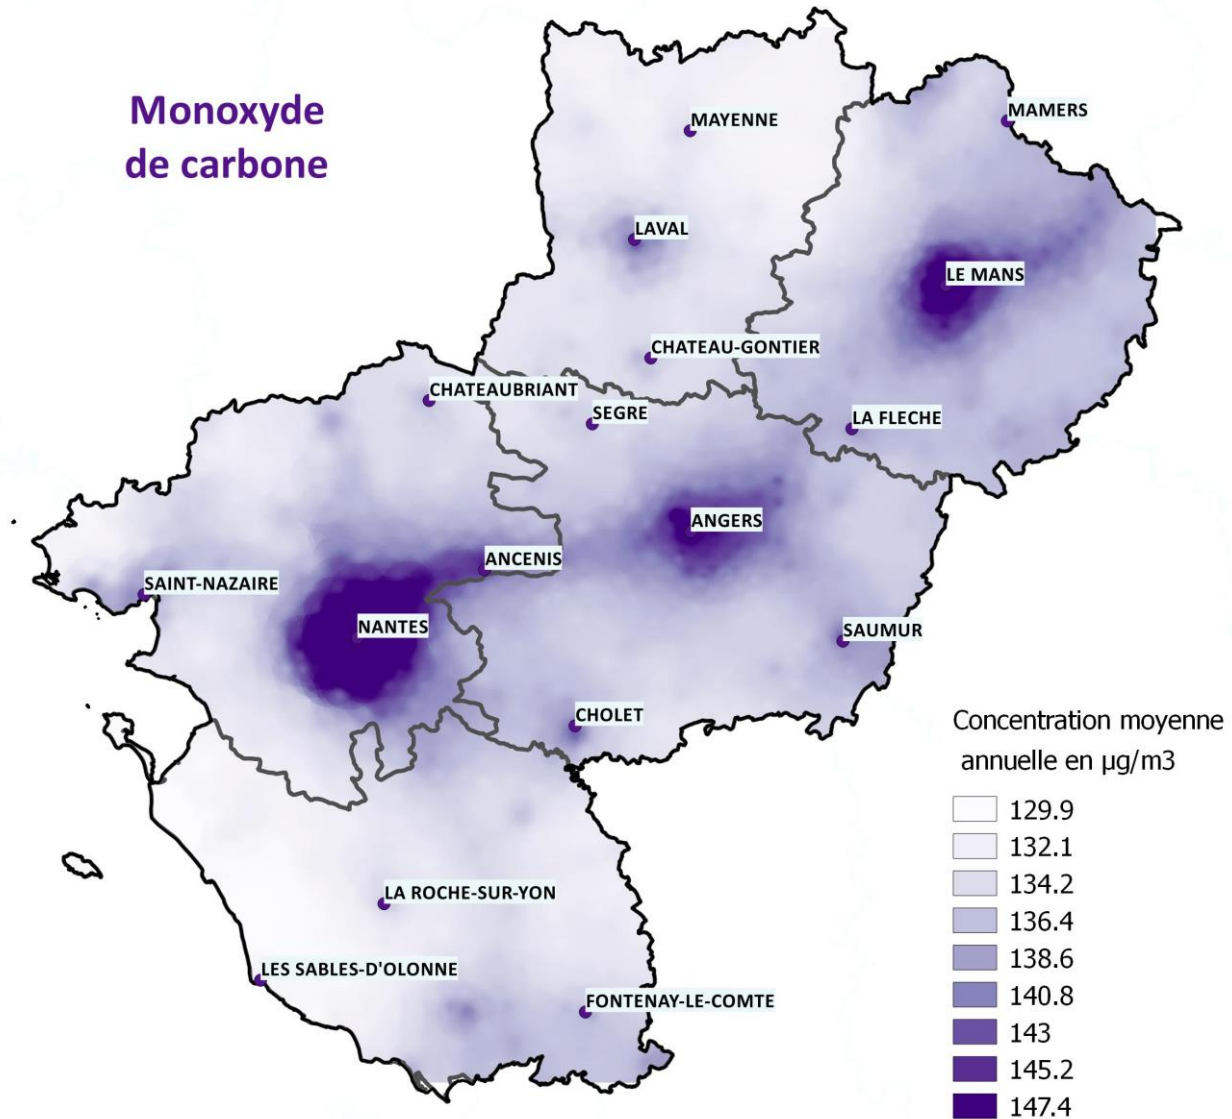 Monoxyde
de carbone
MAYENNE
MAMERS
LAVAL
LE MANS
CHATEAU-GONTIER
CHATEAUBRIANT
SEGRE
LA FLECHE
ANGERS
ANCENIS
SAINT-NAZAIRE
NANTES
SAUMUR
CHOLET
LA ROCHE-SUR-YON
LES SABLES-D'OLONNE
FONTENAY-LE-COMTE
Concentration moyenne
annuelle en µg/m3
129.9
132.1
134.2
136.4
138.6
140.8
143
145.2
147.4